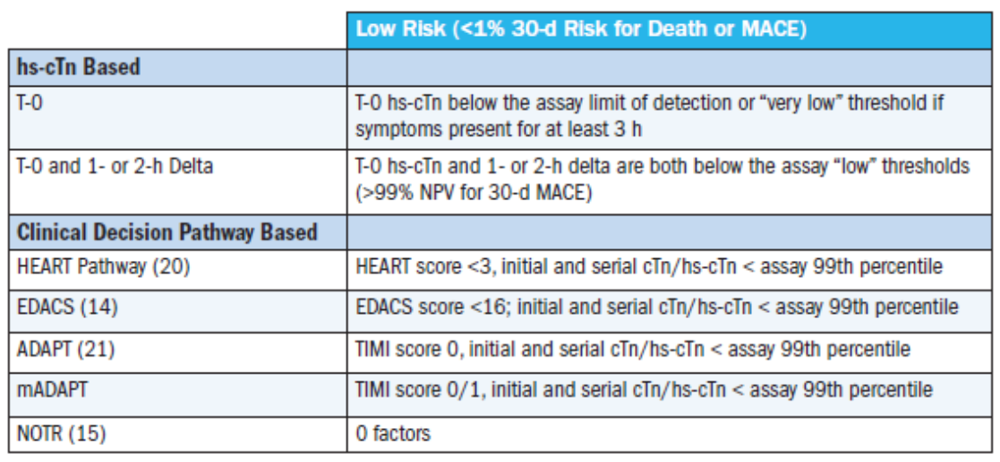 Low Risk (<1% 30-d Risk for Death or MACE)
hs-cTn Based
T-0
T-0 hs-cTn below the assay limit of detection or “very low” threshold if
symptoms present for at least 3 h
T-0 and 1- or 2-h Delta
T-0 hs-cTn and 1- or 2-h delta are both below the assay “low” thresholds
(>99% NPV for 30-d MACE)
Clinical Decision Pathway Based
HEART Pathway (20)
HEART score <3, initial and serial cTn/hs-cTn < assay 99th percentile
EDACS (14)
EDACS score <16; initial and serial cTn/hs-cTn < assay 99th percentile
ADAPT (21)
TIMI score 0, initial and serial cTn/hs-cTn < assay 99th percentile
mADAPT
TIMI score 0/1, initial and serial cTn/hs-cTn < assay 99th percentile
NOTR (15)
0 factors